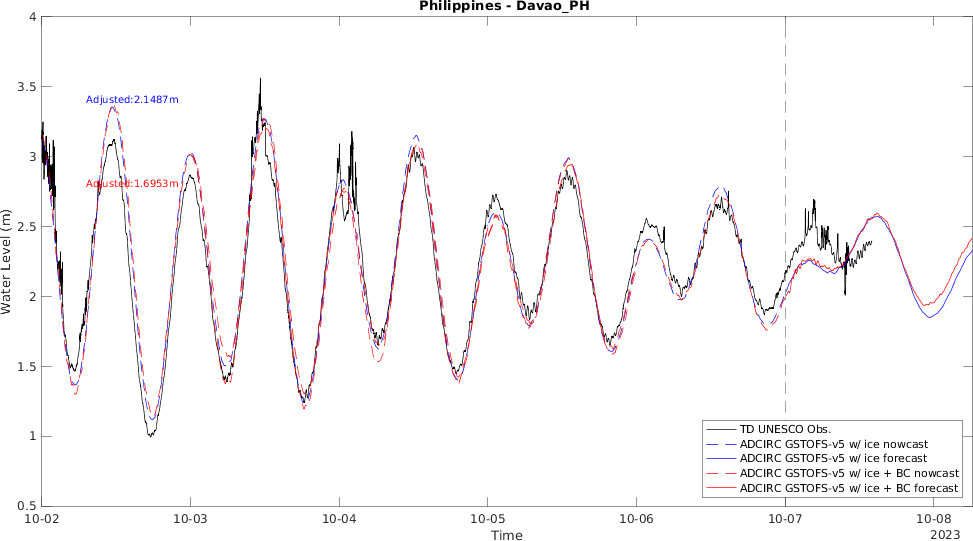 Philippines - Davao_PH
4
3.5
3
2.5
2
1.5
1
0.5
Water Level (m)
Adjusted:2.1487m
Adjusted:1.6953m
TD UNESCO Obs.
ADCIRC GSTOFS-v5 w/ ice nowcast
ADCIRC GSTOFS-v5 w/ ice forecast
ADCIRC GSTOFS-v5 w/ ice + BC nowcast
ADCIRC GSTOFS-v5 w/ ice + BC forecast
10-02 10-03 10-04 10-05 10-06 10-07 10-08
Time
2023